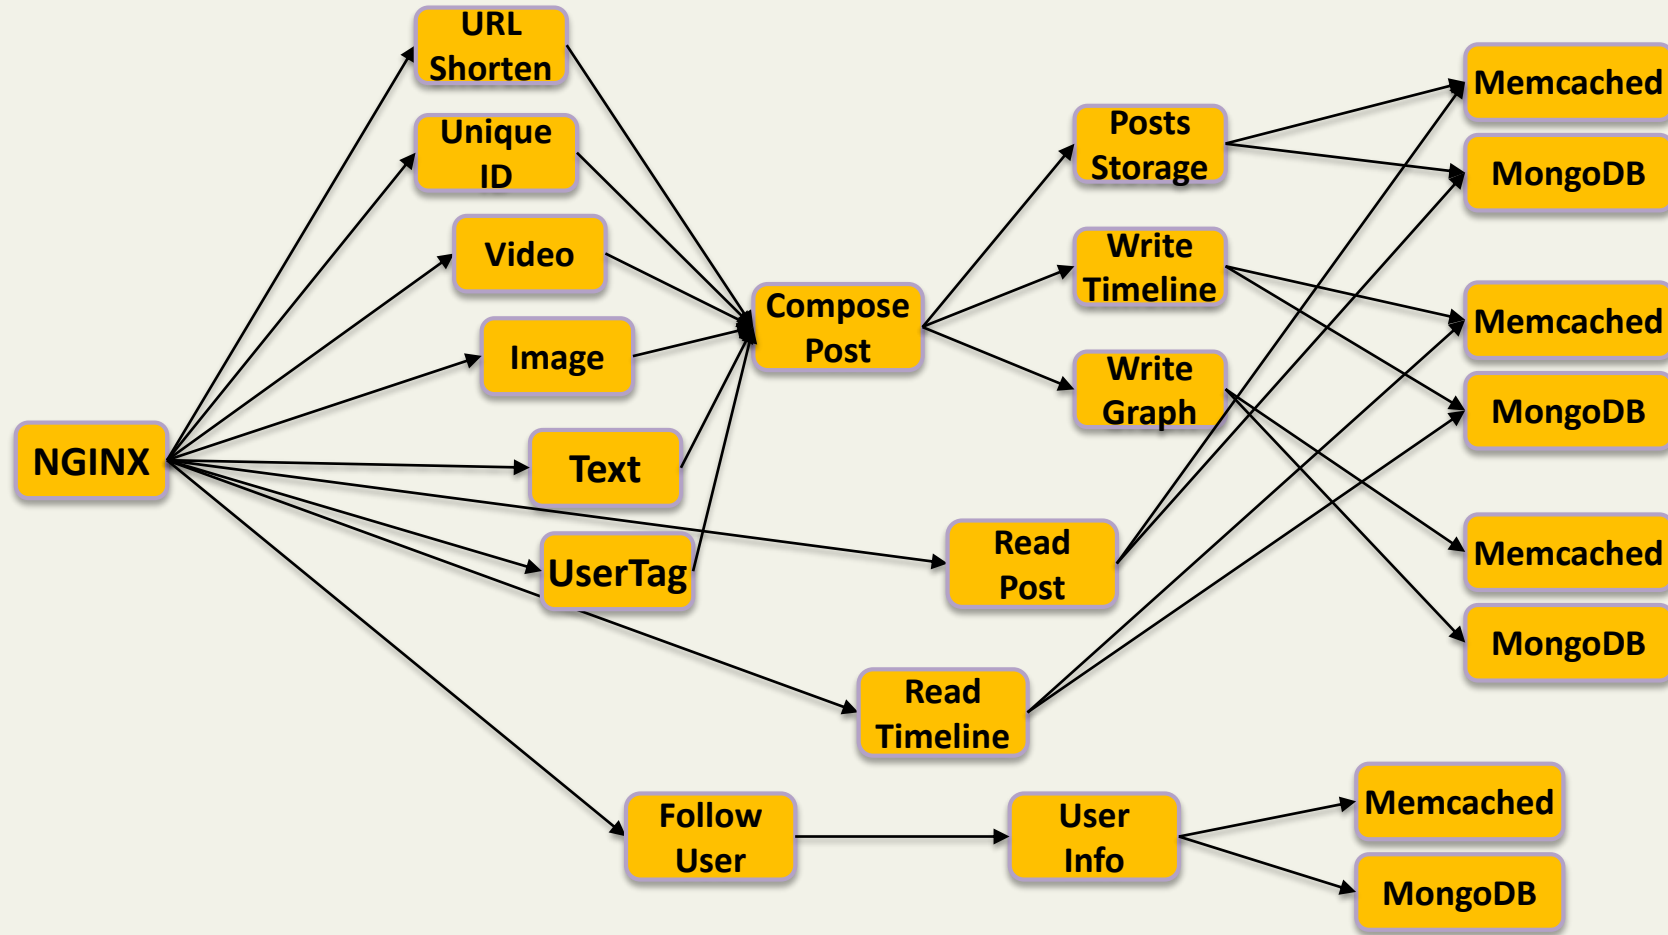 URL
Shorten
Unique
ID
Video
Image
NGINX
Text
UserTag
Compose
Post
Posts
Storage
Write
Timeline
Write
Graph
Read
Post
Read
Timeline
Follow
User
User
Info
Memcached
MongoDB
Memcached
MongoDB
Memcached
MongoDB
Memcached
MongoDB